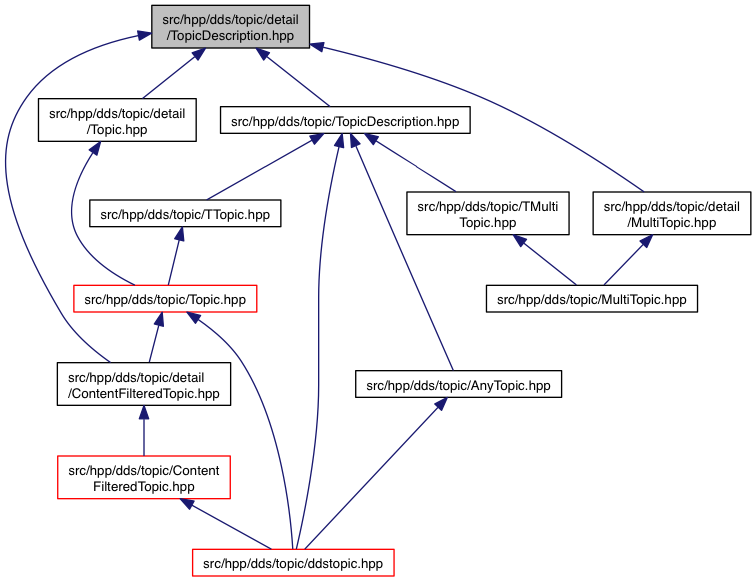 src/hpp/dds/topic/detail
/TopicDescription.hpp
src/hpp/dds/topic/detail
/Topic.hpp
src/hpp/dds/topic/TopicDescription.hpp
src/hpp/dds/topic/TTopic.hpp
src/hpp/dds/topic/TMulti
Topic.hpp
src/hpp/dds/topic/detail
/MultiTopic.hpp
src/hpp/dds/topic/Topic.hpp
src/hpp/dds/topic/MultiTopic.hpp
src/hpp/dds/topic/detail
/ContentFilteredTopic.hpp
src/hpp/dds/topic/AnyTopic.hpp
src/hpp/dds/topic/Content
FilteredTopic.hpp
src/hpp/dds/topic/ddstopic.hpp